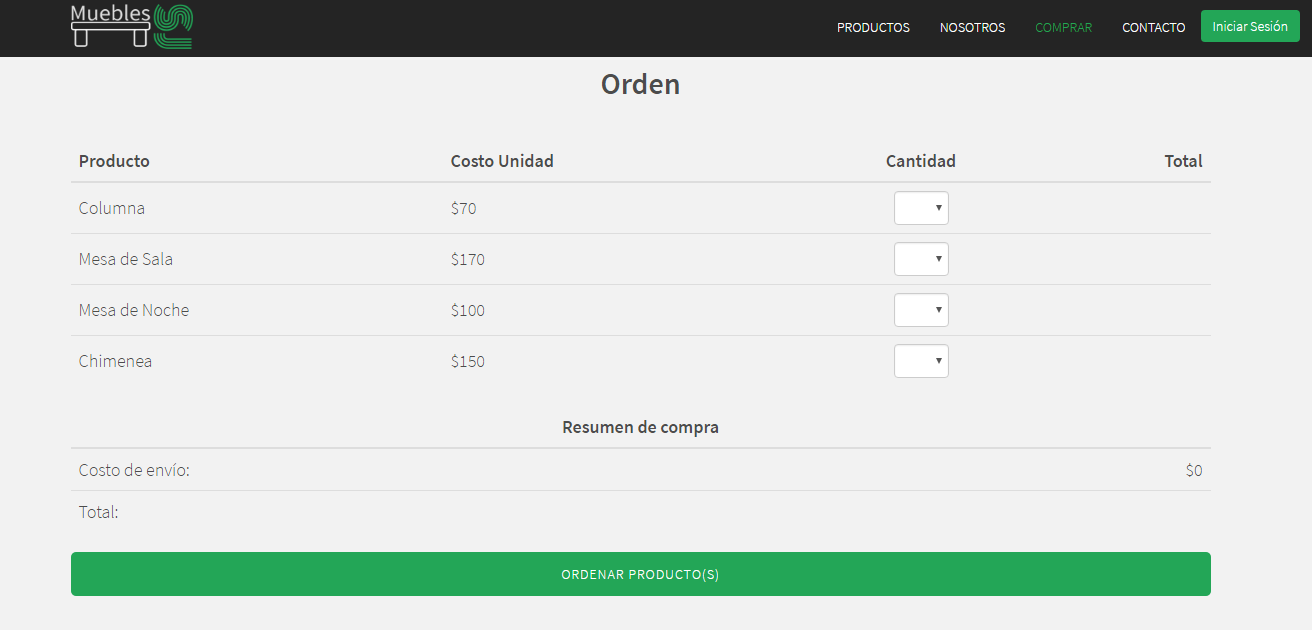 Muebles
PRODUCTOS NOSOTROS COMPRAR CONTACTO Iniciar Sesión
Orden
Producto Costo Unidad Cantidad Total
Columna $70
Mesa de Sala $170
Mesa de Noche $100
Chimenea $150
Resumen de compra
Costo de envío: $0
Total:
ORDENAR PRODUCTO(S)